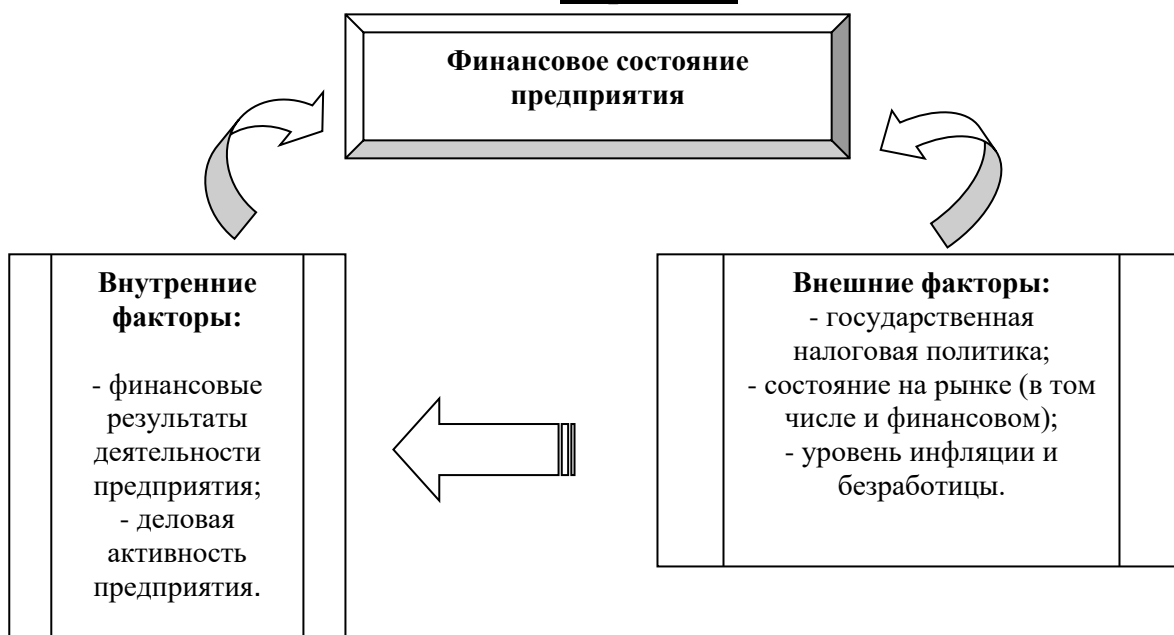 Финансовое состояние
предприятия
Внутренние
факторы:
- финансовые
результаты
деятельности
предприятия;
- деловая
активность
предприятия.
Внешние факторы:
- государственная
налоговая политика;
- состояние на рынке (в том
числе и финансовом);
- уровень инфляции и
безработицы.